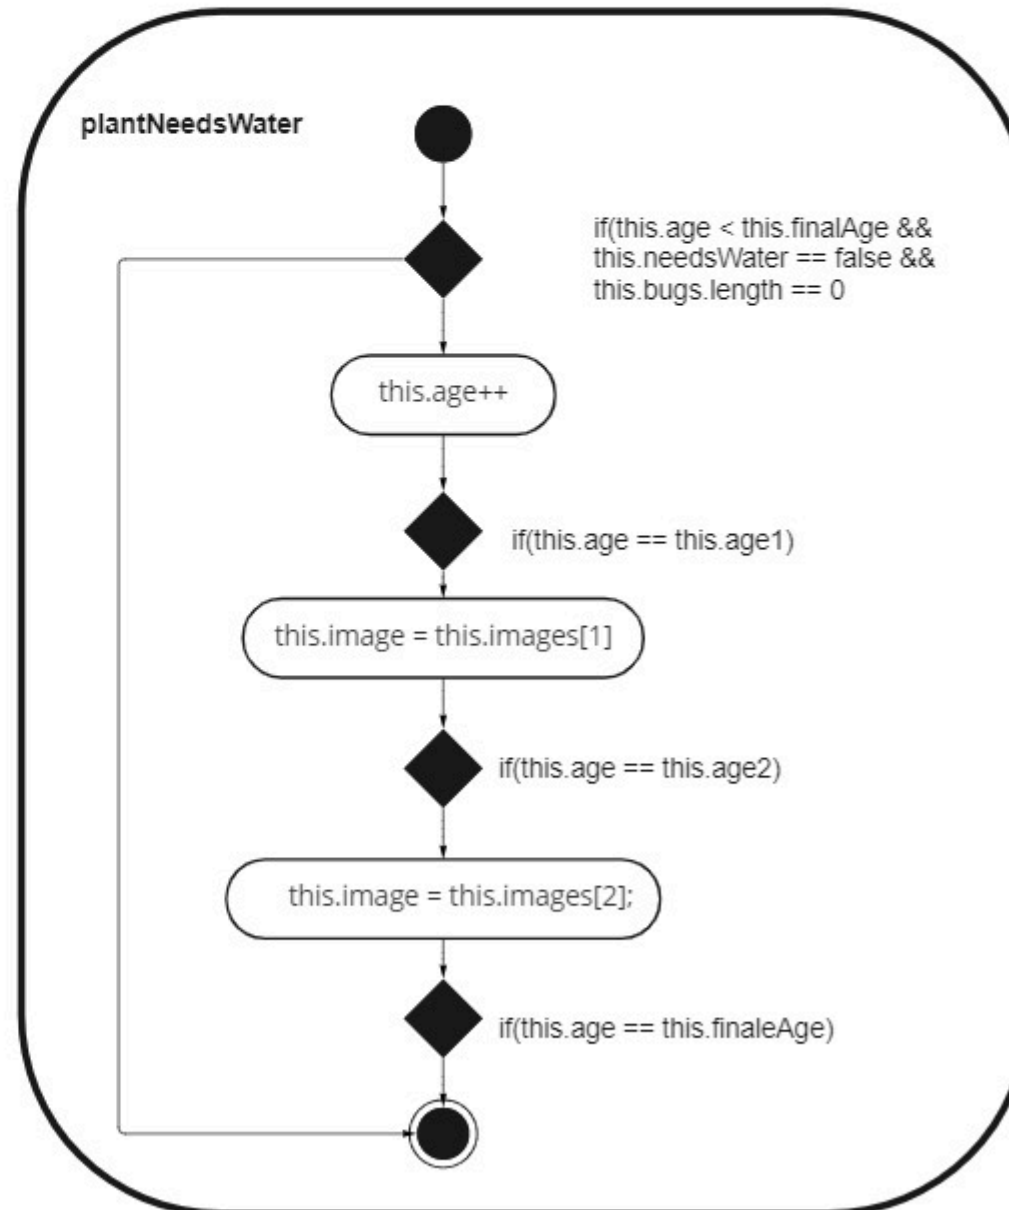 plantNeedsWater
if(this.age < this.finalAge &&
this.needsWater == false &&
this.bugs.length == 0
this.age++
if(this.age == this.age1)
this.image = this.images[1]
if(this.age == this.age2)
this.image = this.images[2];
if(this.age == this.finaleAge)